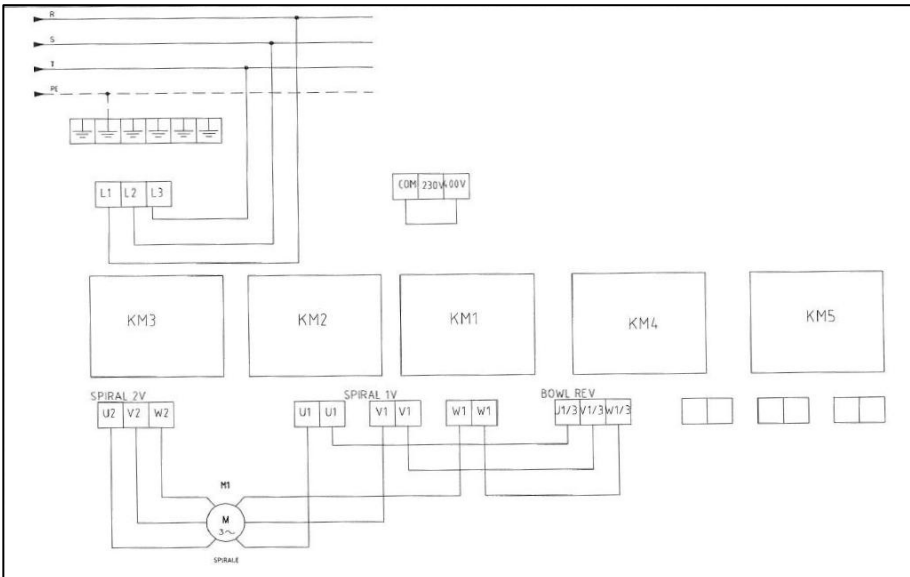 R
S
T
PE
L1 L2 L3
COM 230V 400V
KM3 KM2 KM1 KM4 KM5
SPIRAL 2V SPIRAL 1V BOWL REV
U2 V2 W2 U1 U1 V1 V1 W1 W1 U1/3 V1/3 W1/3
M1
M
3~
SPIRALE